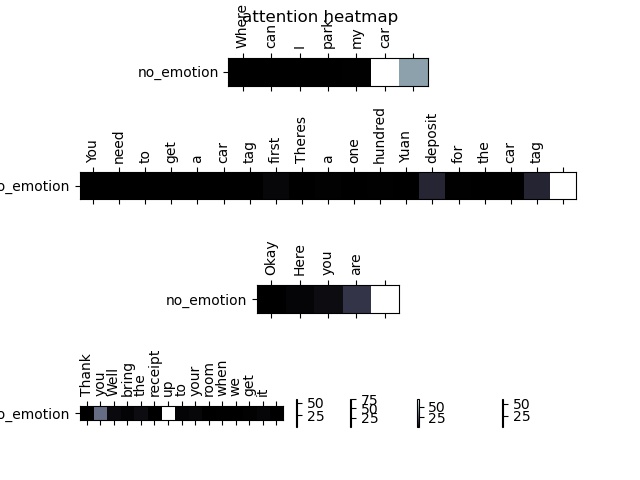 attention heatmap
Where can I park my car
no_emotion
You need to get a car tag first Theres a one hundred Yuan deposit for the car tag
o_emotion
Okay Here you are
no_emotion
Thank you Well bring the receipt up to your room when we get it
o_emotion
50
25
75
50
25
50
25
50
25